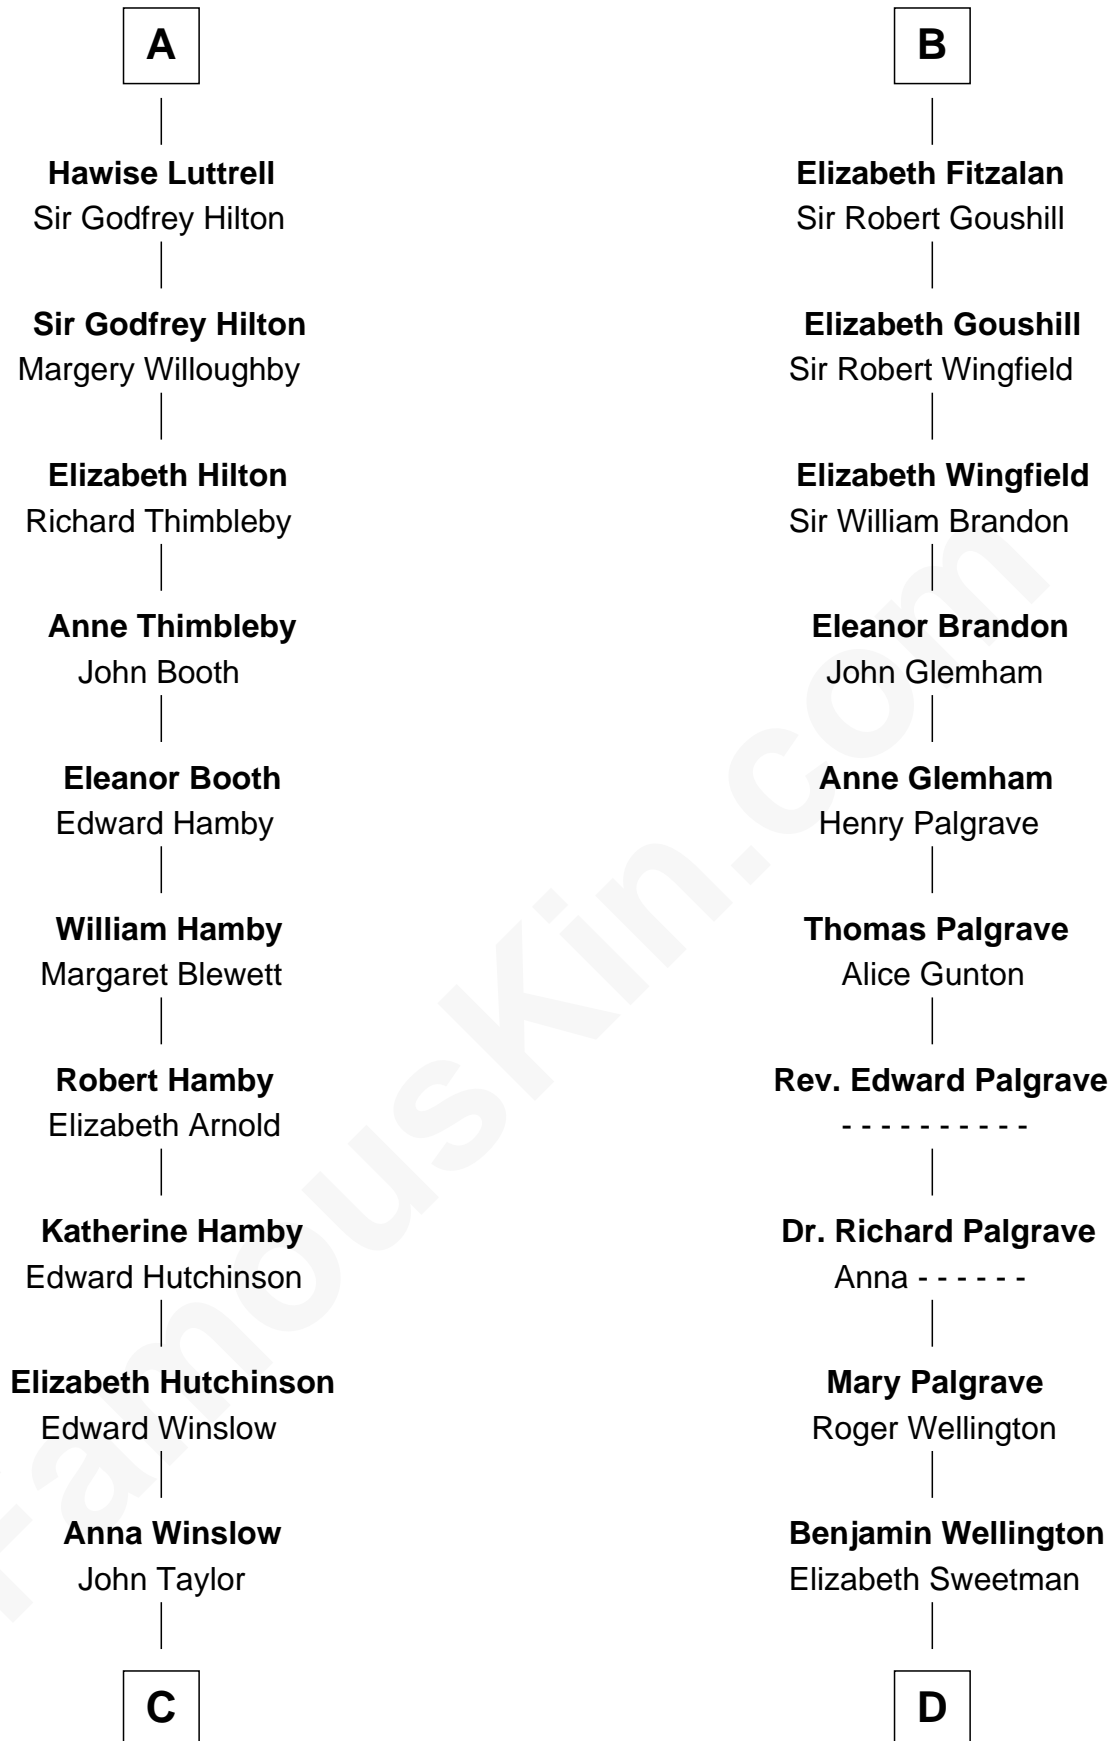 A
Hawise Luttrell
Sir Godfrey Hilton
Sir Godfrey Hilton
Margery Willoughby
Elizabeth Hilton
Richard Thimbleby
Anne Thimbleby
John Booth
Eleanor Booth
Edward Hamby
William Hamby
Margaret Blewett
Robert Hamby
Elizabeth Arnold
Katherine Hamby
Edward Hutchinson
Elizabeth Hutchinson
Edward Winslow
Anna Winslow
John Taylor
C
B
Elizabeth Fitzalan
Sir Robert Goushill
Elizabeth Goushill
Sir Robert Wingfield
Elizabeth Wingfield
Sir William Brandon
Eleanor Brandon
John Glemham
Anne Glemham
Henry Palgrave
Thomas Palgrave
Alice Gunton
Rev. Edward Palgrave
- - - - - - - - - -
Dr. Richard Palgrave
Anna - - - - - -
Mary Palgrave
Roger Wellington
Benjamin Wellington
Elizabeth Sweetman
D
FamousKin.com